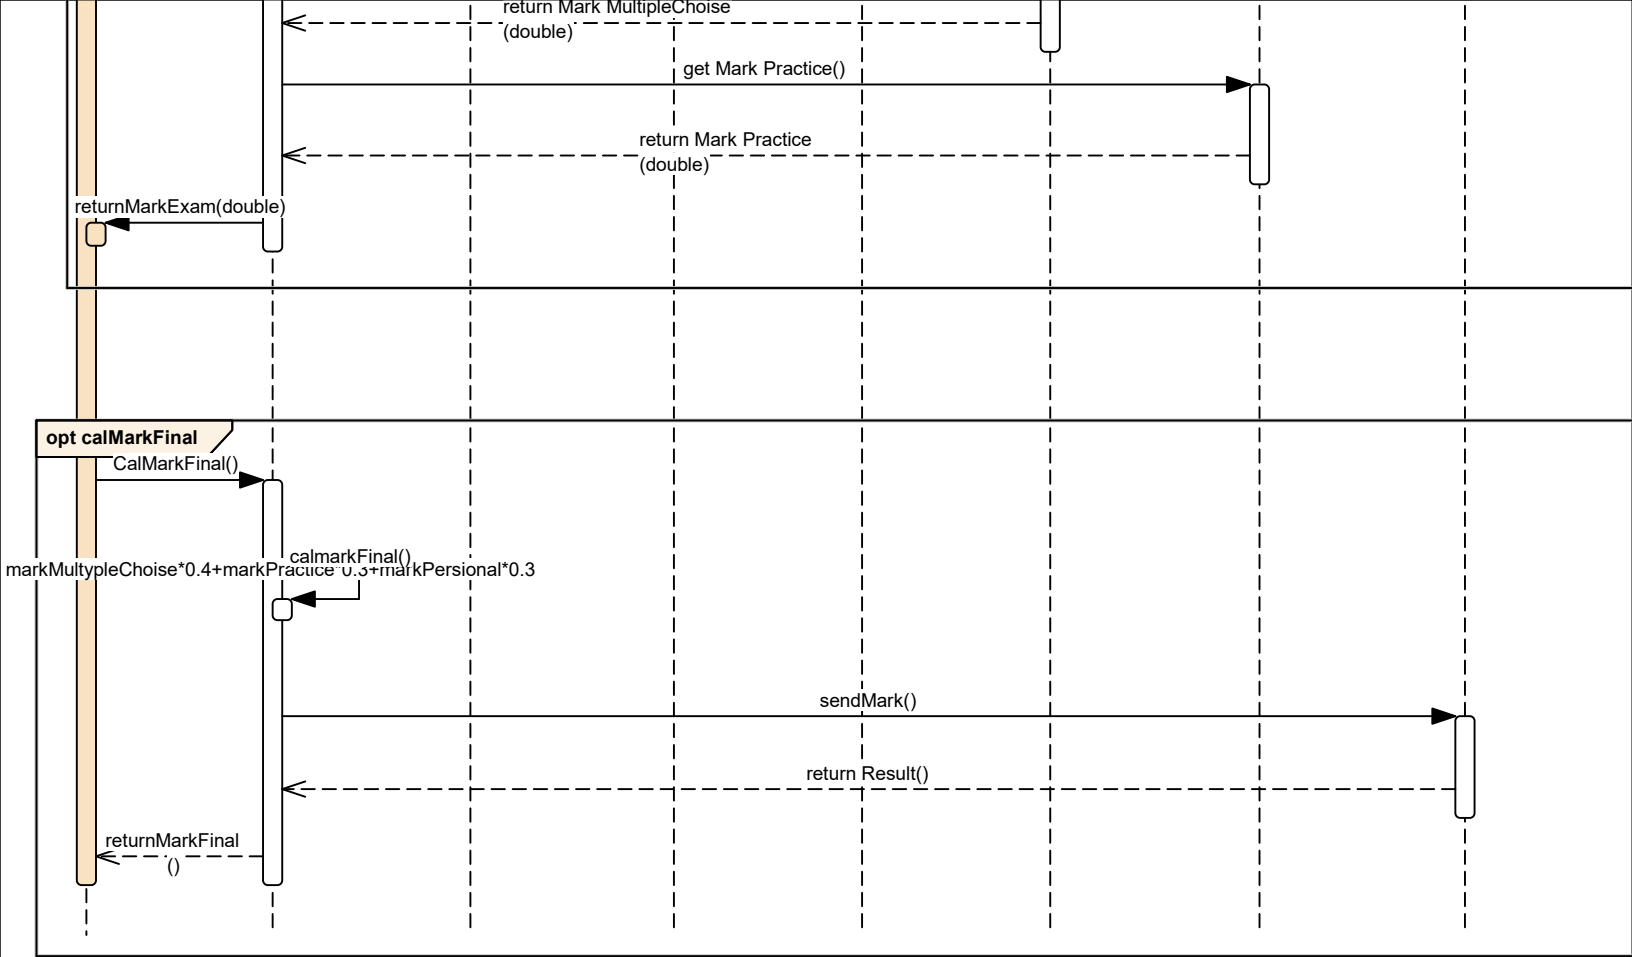 return Mark MultipleChoise
(double)
get Mark Practice()
return Mark Practice
(double)
returnMarkExam(double)
opt calMarkFinal
CalMarkFinal()
calmarkFinal()
markMultypleChoise*0.4+markPractice*0.3+markPersional*0.3
sendMark()
return Result()
returnMarkFinal
()